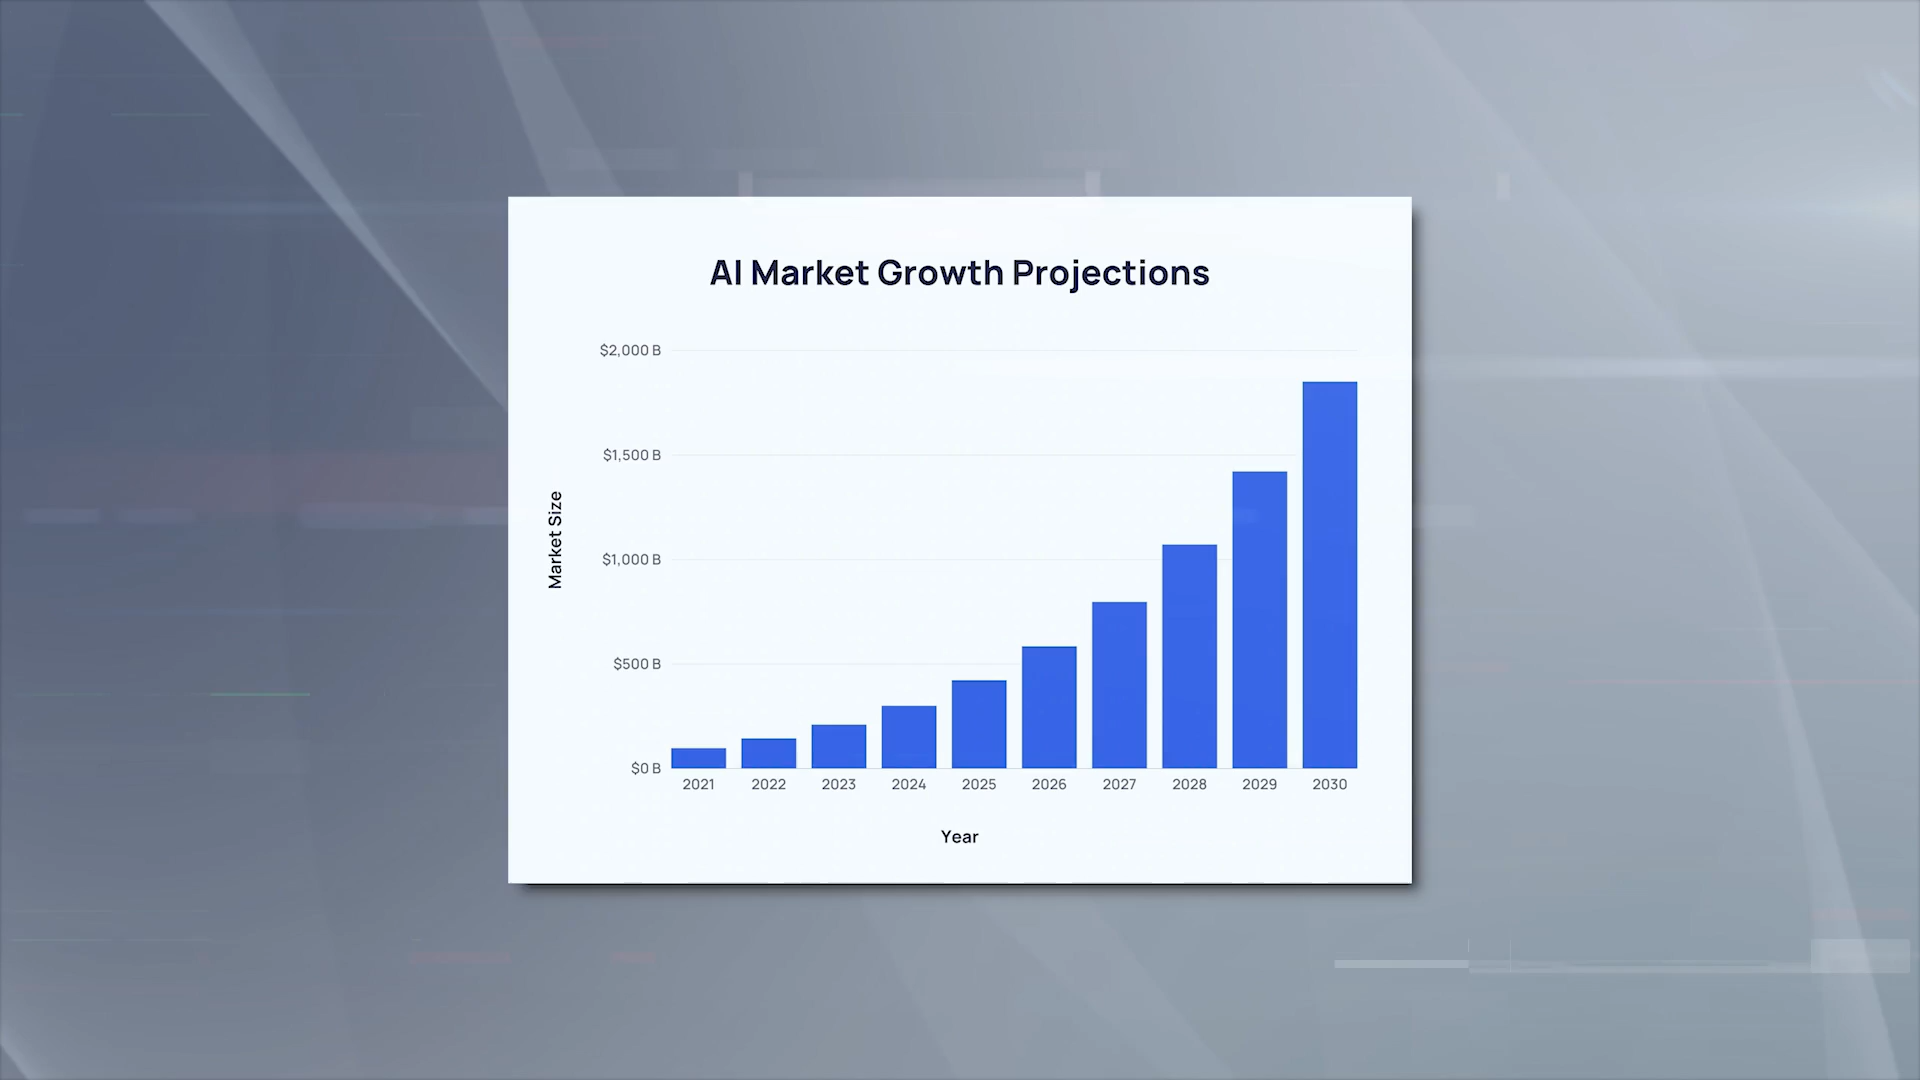 AI Market Growth Projections
$2,000 B
$1,500 B
$1,000 B
$500 B
$0 B
Market Size
2021 2022 2023 2024 2025 2026 2027 2028 2029 2030
Year